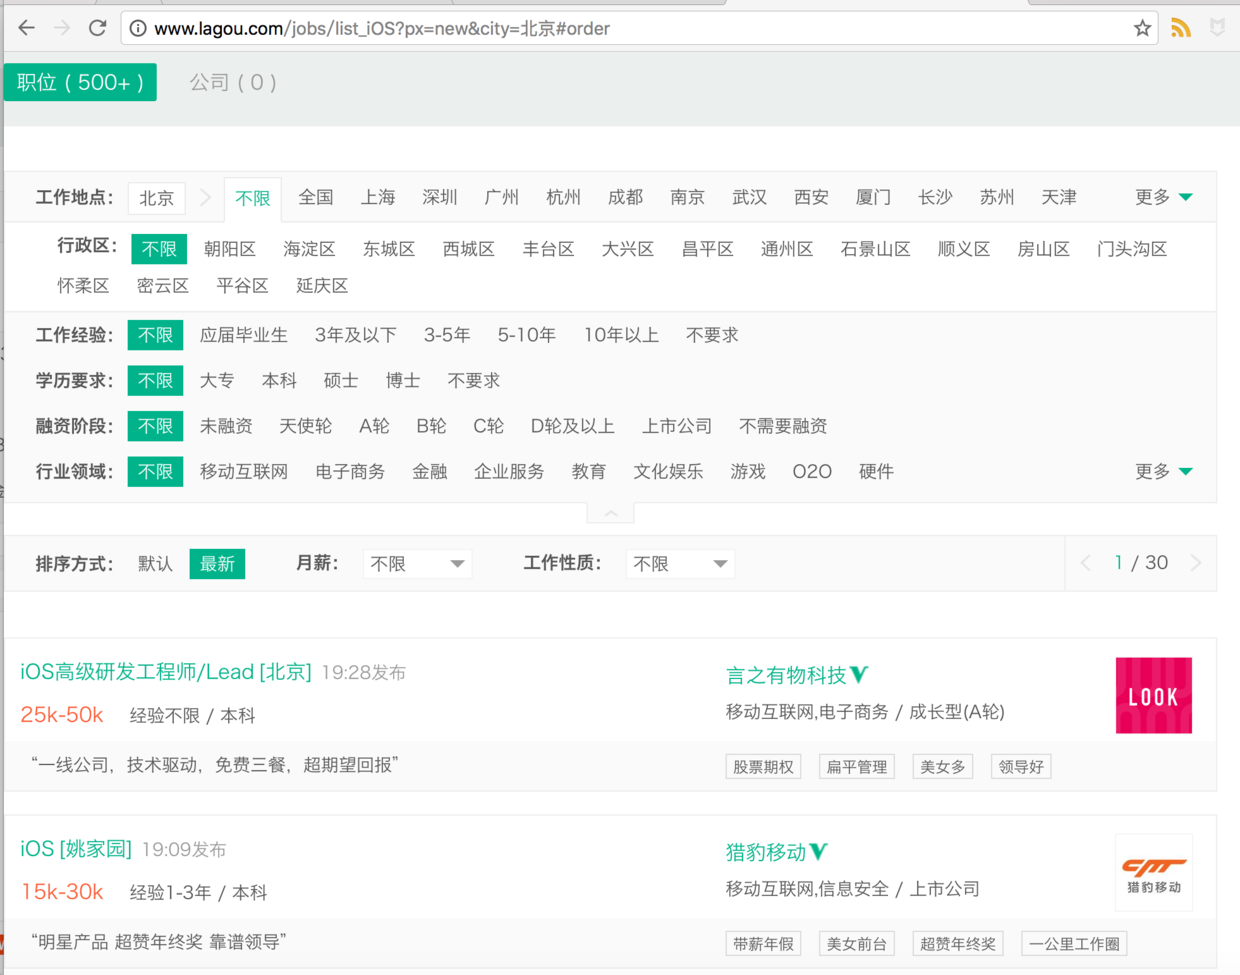 www.lagou.com/jobs/list_iOS?px=new&city=北京#order
职位 ( 500+ ) 公司 ( 0 )
工作地点： 北京 不限 全国 上海 深圳 广州 杭州 成都 南京 武汉 西安 厦门 长沙 苏州 天津 更多
行政区： 不限 朝阳区 海淀区 东城区 西城区 丰台区 大兴区 昌平区 通州区 石景山区 顺义区 房山区 门头沟区
怀柔区 密云区 平谷区 延庆区
工作经验： 不限 应届毕业生 3年及以下 3-5年 5-10年 10年以上 不要求
学历要求： 不限 大专 本科 硕士 博士 不要求
融资阶段： 不限 未融资 天使轮 A轮 B轮 C轮 D轮及以上 上市公司 不需要融资
行业领域： 不限 移动互联网 电子商务 金融 企业服务 教育 文化娱乐 游戏 O2O 硬件 更多
排序方式： 默认 最新 月薪： 不限 工作性质： 不限 1 / 30
iOS高级研发工程师/Lead [北京] 19:28发布
25k-50k 经验不限 / 本科
“一线公司，技术驱动，免费三餐，超期望回报”
言之有物科技
移动互联网,电子商务 / 成长型(A轮)
股票期权 扁平管理 美女多 领导好
LOOK
iOS [姚家园] 19:09发布
15k-30k 经验1-3年 / 本科
“明星产品 超赞年终奖 靠谱领导”
猎豹移动
移动互联网,信息安全 / 上市公司
带薪年假 美女前台 超赞年终奖 一公里工作圈
猎豹移动